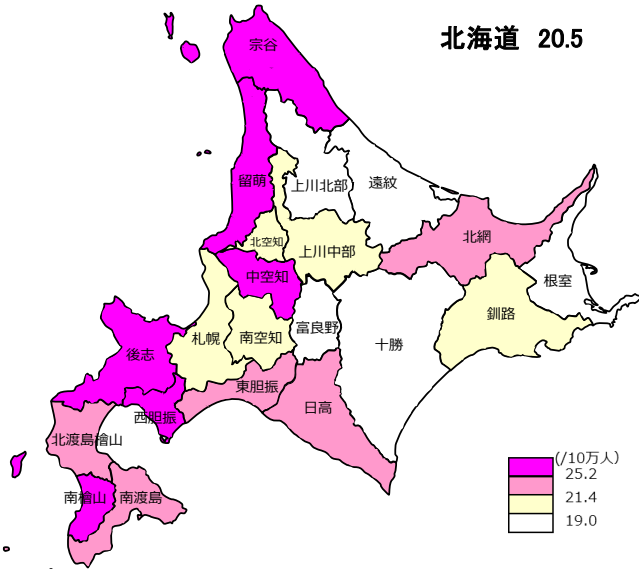 北海道 20.5
宗谷
留萌
上川北部
遠紋
北空知
上川中部
北網
中空知
根室
釧路
札幌
南空知
富良野
十勝
後志
東胆振
日高
西胆振
北渡島檜山
南檜山
南渡島
(/10万人)
25.2
21.4
19.0